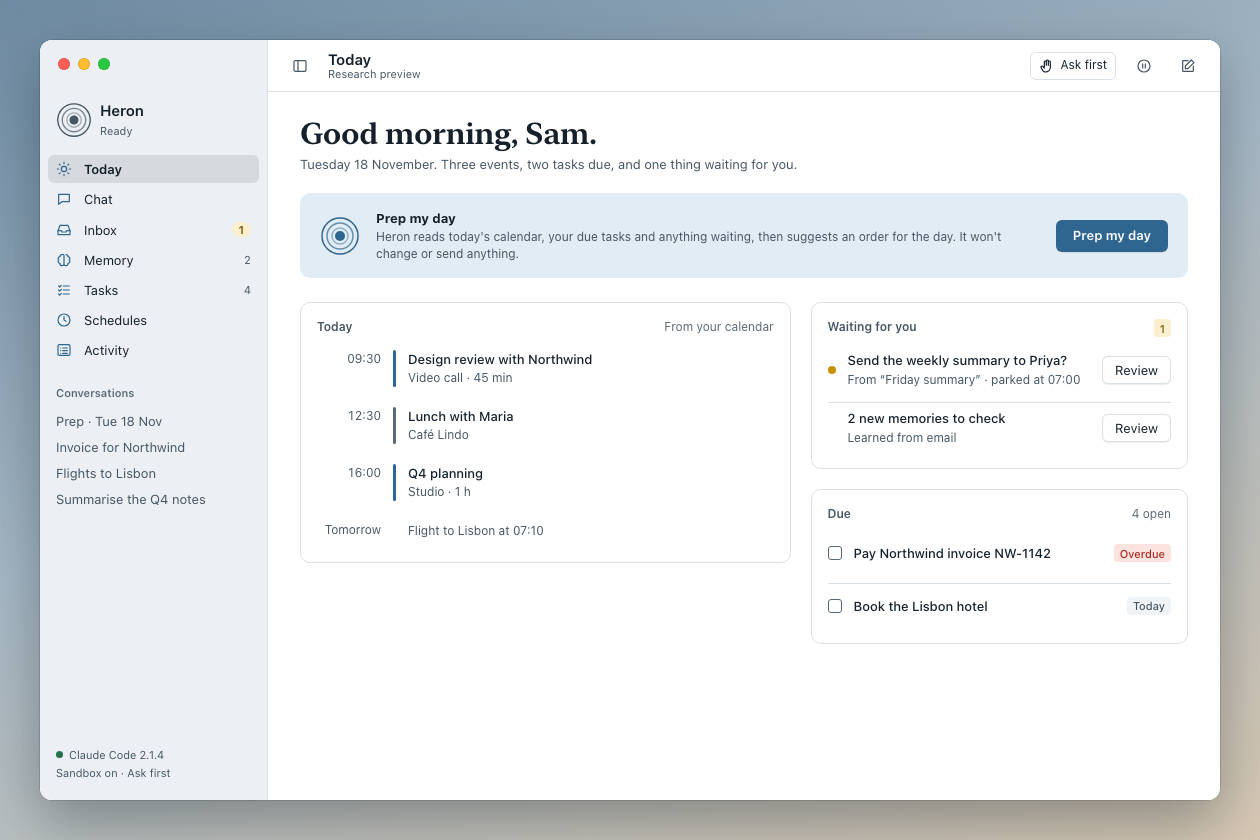 Heron
Ready
Today
Chat
Inbox 1
Memory 2
Tasks 4
Schedules
Activity
Conversations
Prep · Tue 18 Nov
Invoice for Northwind
Flights to Lisbon
Summarise the Q4 notes
Claude Code 2.1.4
Sandbox on · Ask first
Today
Research preview
Ask first
Good morning, Sam.
Tuesday 18 November. Three events, two tasks due, and one thing waiting for you.
Prep my day
Heron reads today's calendar, your due tasks and anything waiting, then suggests an order for the day. It won't
change or send anything.
Prep my day
Today From your calendar
09:30 Design review with Northwind
Video call · 45 min
12:30 Lunch with Maria
Café Lindo
16:00 Q4 planning
Studio · 1 h
Tomorrow Flight to Lisbon at 07:10
Waiting for you 1
Send the weekly summary to Priya?
From “Friday summary” · parked at 07:00
Review
2 new memories to check
Learned from email
Review
Due 4 open
Pay Northwind invoice NW-1142 Overdue
Book the Lisbon hotel Today